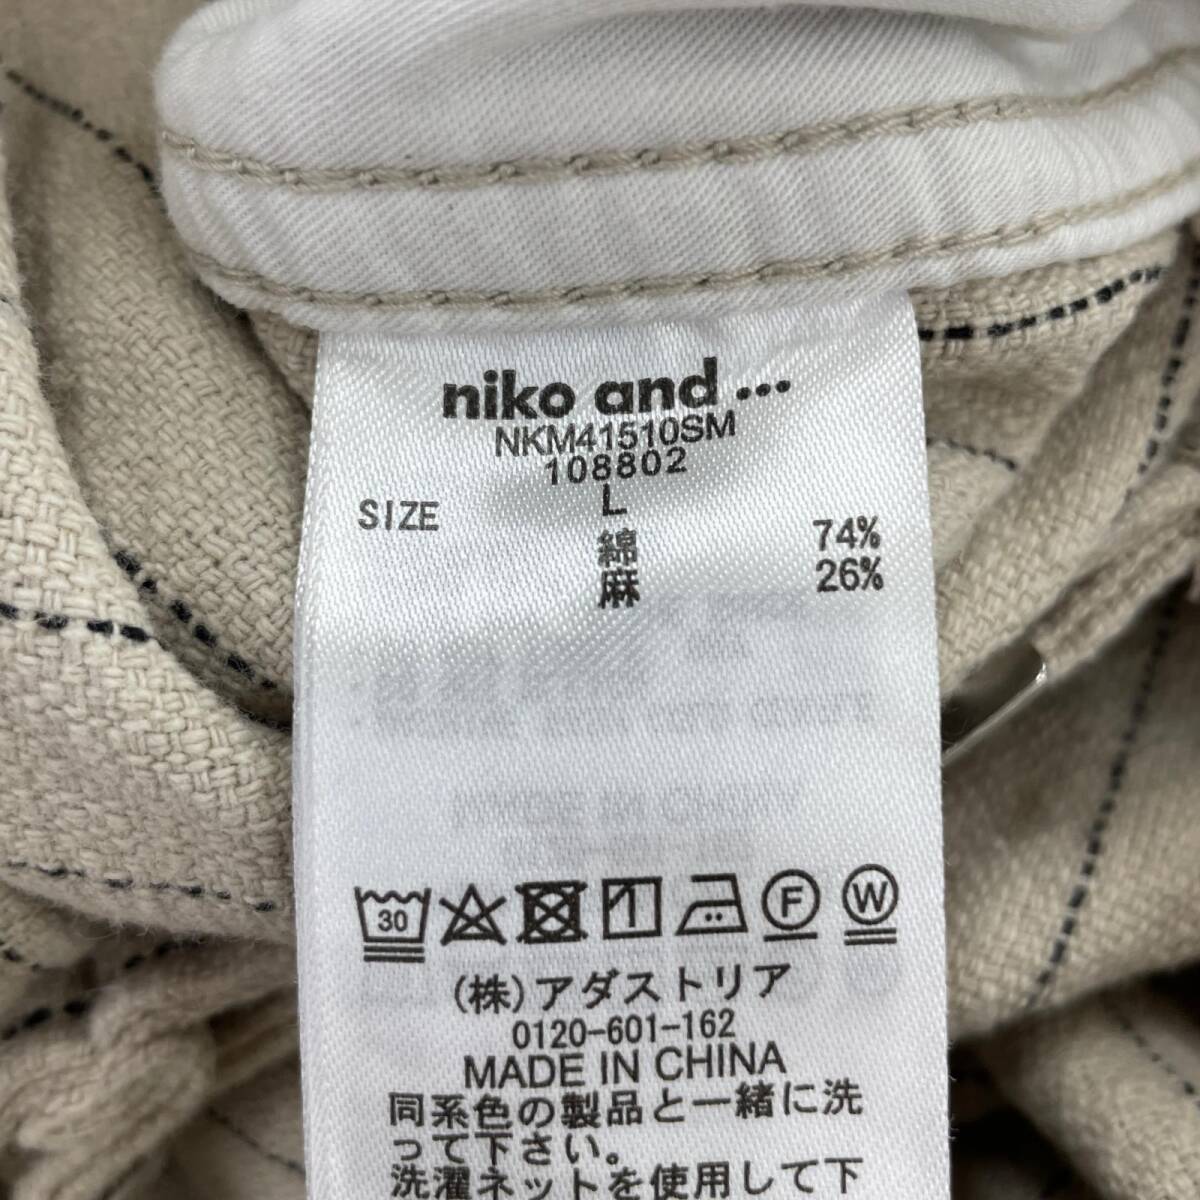 niko and ...
NKM41510SM
108802
SIZE L
綿 74%
麻 26%
30
F W
(株)アダストリア
0120-601-162
MADE IN CHINA
同系色の製品と一緒に洗
って下さい。
洗濯ネットを使用して下